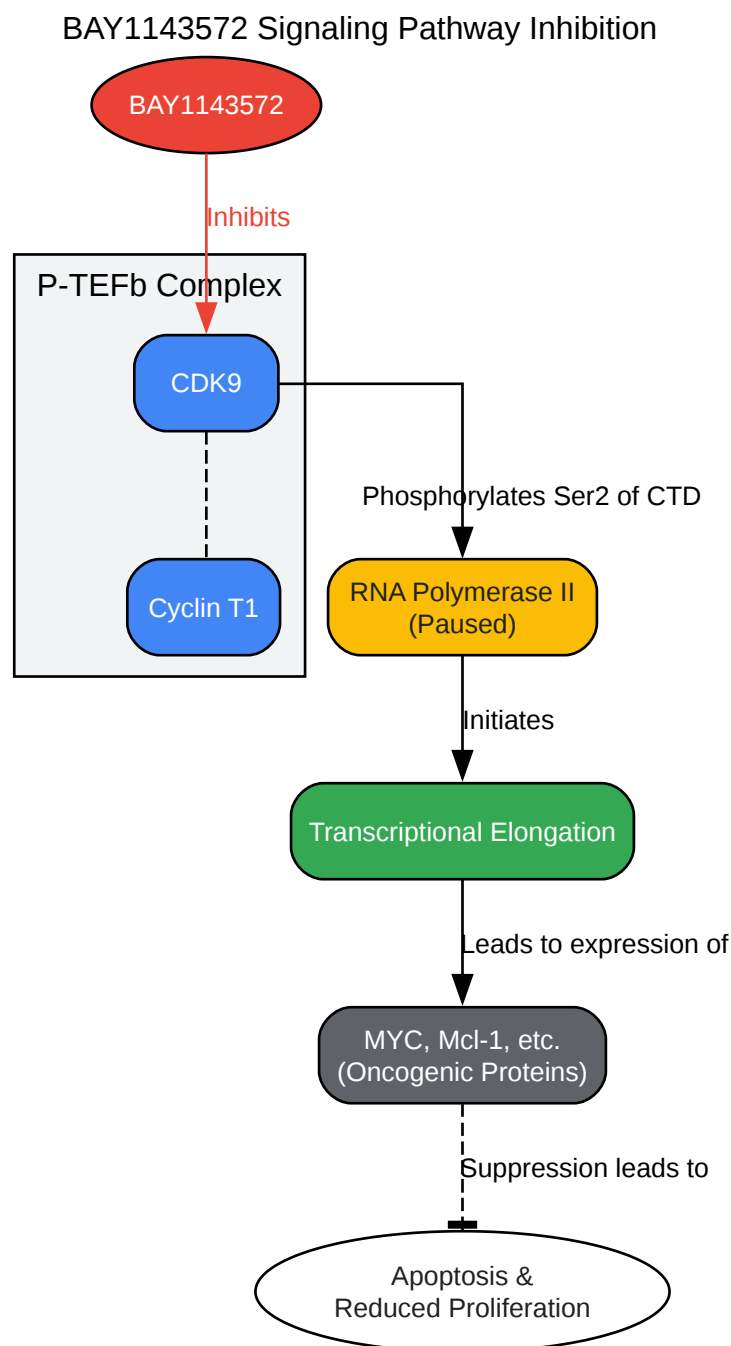 BAY1143572 Signaling Pathway Inhibition
BAY1143572
Inhibits
P-TEFb Complex
CDK9
Phosphorylates Ser2 of CTD
Cyclin T1
RNA Polymerase II
(Paused)
Initiates
Transcriptional Elongation
Leads to expression of
MYC, Mcl-1, etc.
(Oncogenic Proteins)
Suppression leads to
Apoptosis &
Reduced Proliferation